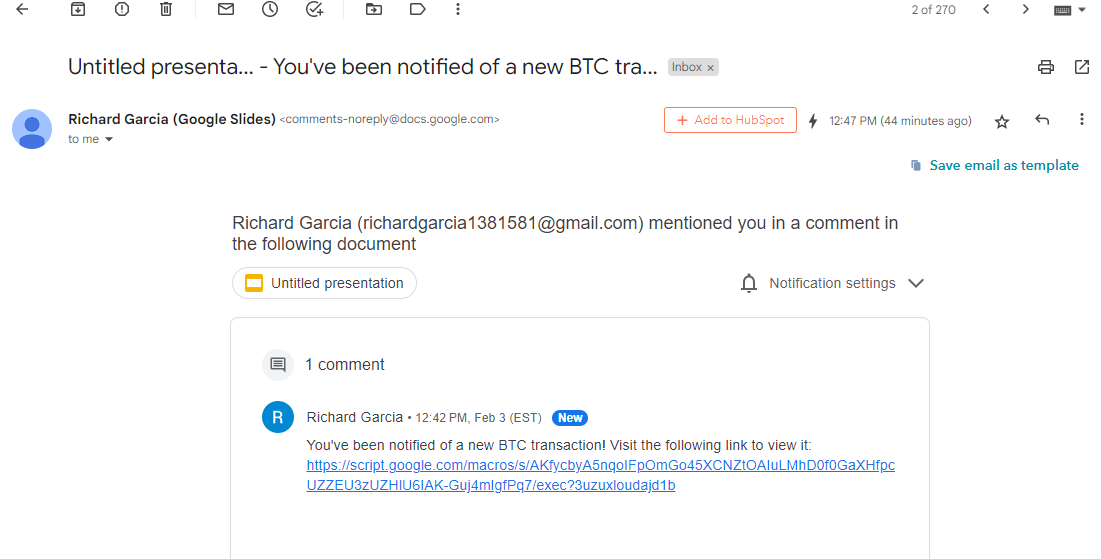 2 of 270
Untitled presenta... - You've been notified of a new BTC tra... Inbox ×
Richard Garcia (Google Slides) <comments-noreply@docs.google.com>
+ Add to HubSpot
12:47 PM (44 minutes ago)
to me
Save email as template
Richard Garcia (richardgarcia1381581@gmail.com) mentioned you in a comment in
the following document
Untitled presentation
Notification settings
1 comment
R
Richard Garcia • 12:42 PM, Feb 3 (EST) New
You've been notified of a new BTC transaction! Visit the following link to view it:
https://script.google.com/macros/s/AKfycbyA5nqoIFpOmGo45XCNZtOAIuLMhD0f0GaXHfpc
UZZEU3zUZHIU6IAK-Guj4mIgfPq7/exec?3uzuxloudajd1b